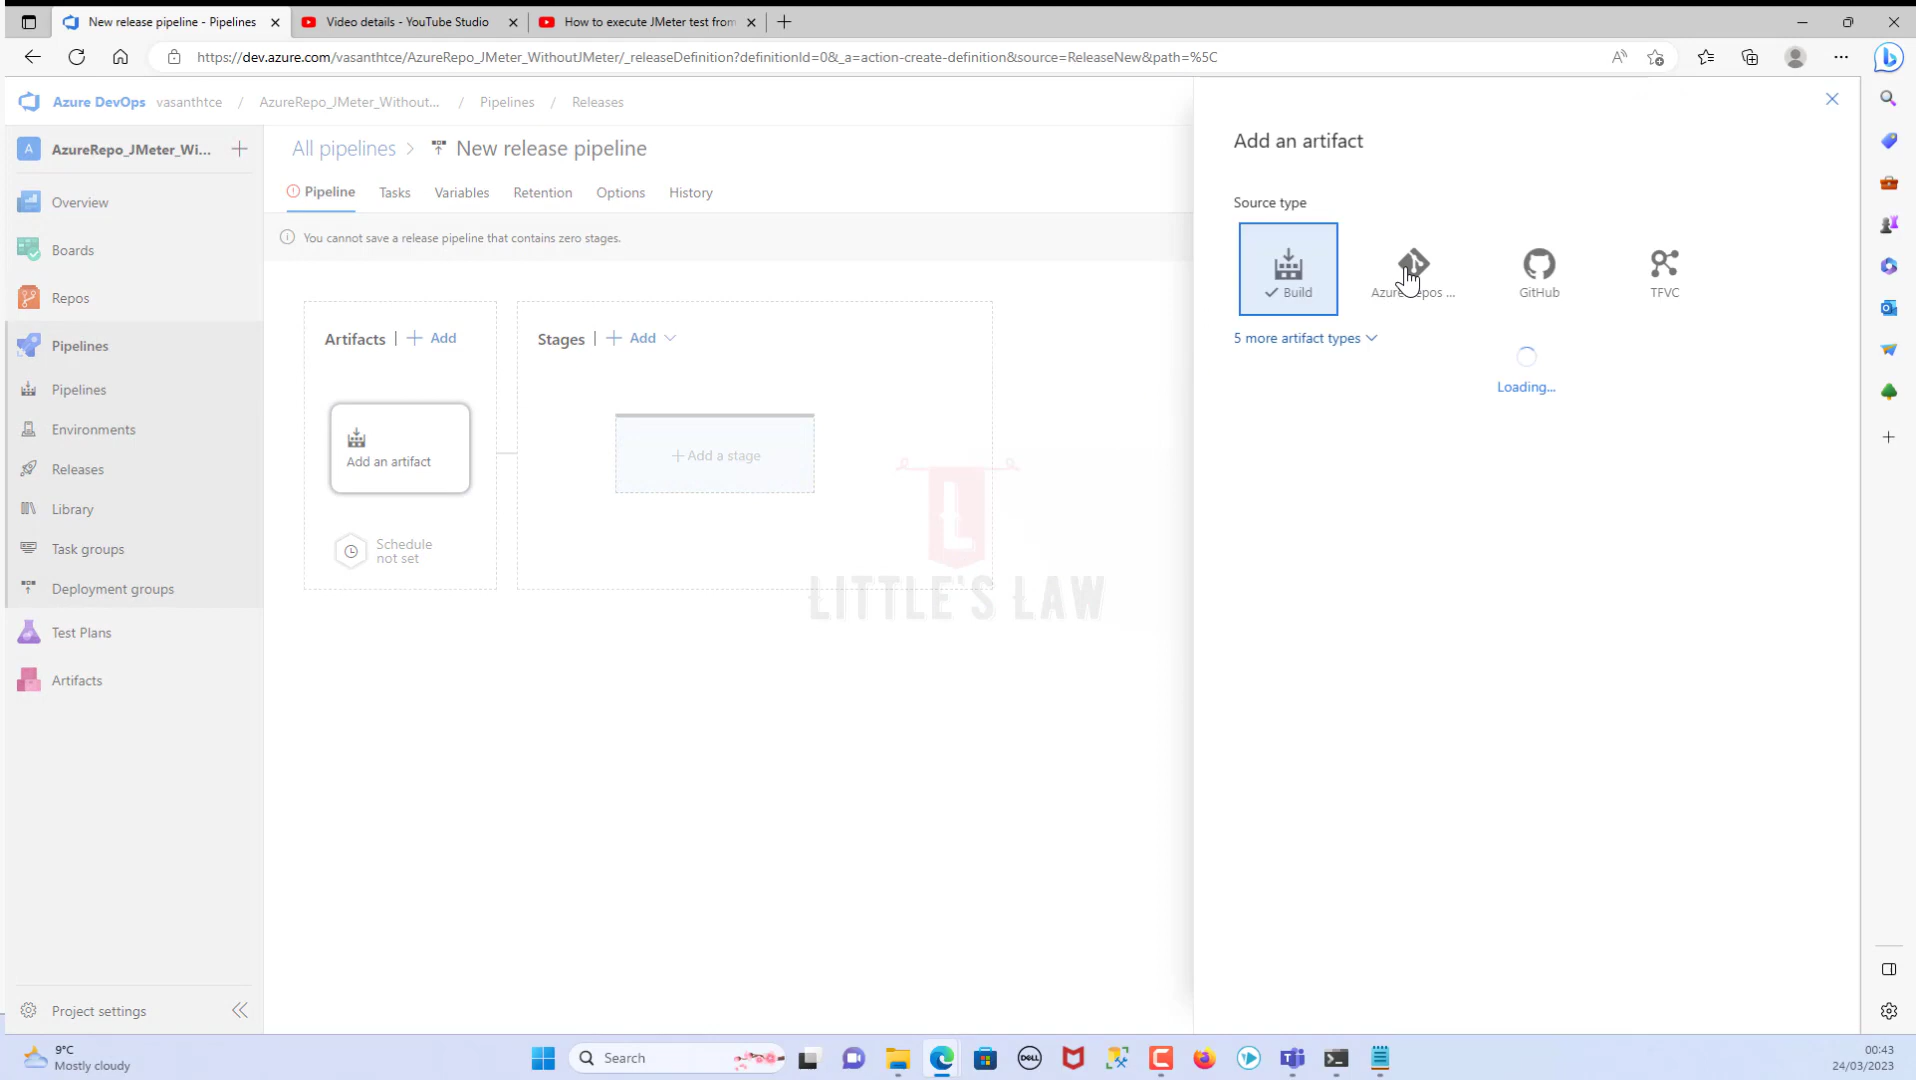 New release pipeline - Pipelines
Video details - YouTube Studio
How to execute JMeter test from
https://dev.azure.com/vasanthtce/AzureRepo_JMeter_WithoutJMeter/_releaseDefinition?definitionId=0&_a=action-create-definition&source=ReleaseNew&path=%5C
Azure DevOps vasanthtce / AzureRepo_JMeter_Without... / Pipelines / Releases
A AzureRepo_JMeter_Wi...
Overview
Boards
Repos
Pipelines
Pipelines
Environments
Releases
Library
Task groups
Deployment groups
Test Plans
Artifacts
Project settings
All pipelines > New release pipeline
Pipeline Tasks Variables Retention Options History
You cannot save a release pipeline that contains zero stages.
Artifacts | + Add
Add an artifact
Schedule
not set
Stages | + Add
+ Add a stage
L
LITTLE'S LAW
Add an artifact
Source type
Build
Azure Repos ...
GitHub
TFVC
5 more artifact types
Loading...
9°C
Mostly cloudy
Search
DELL
00:43
24/03/2023